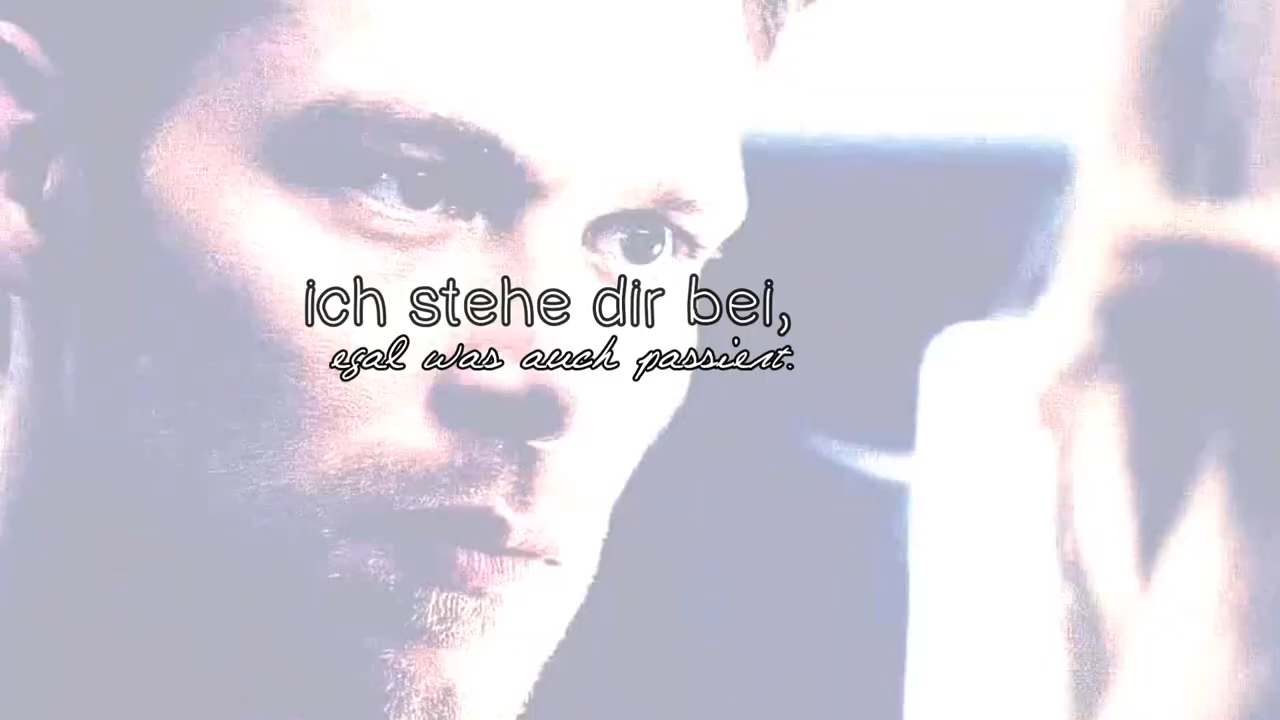 ich stehe dir bei,
egal was auch passiert.